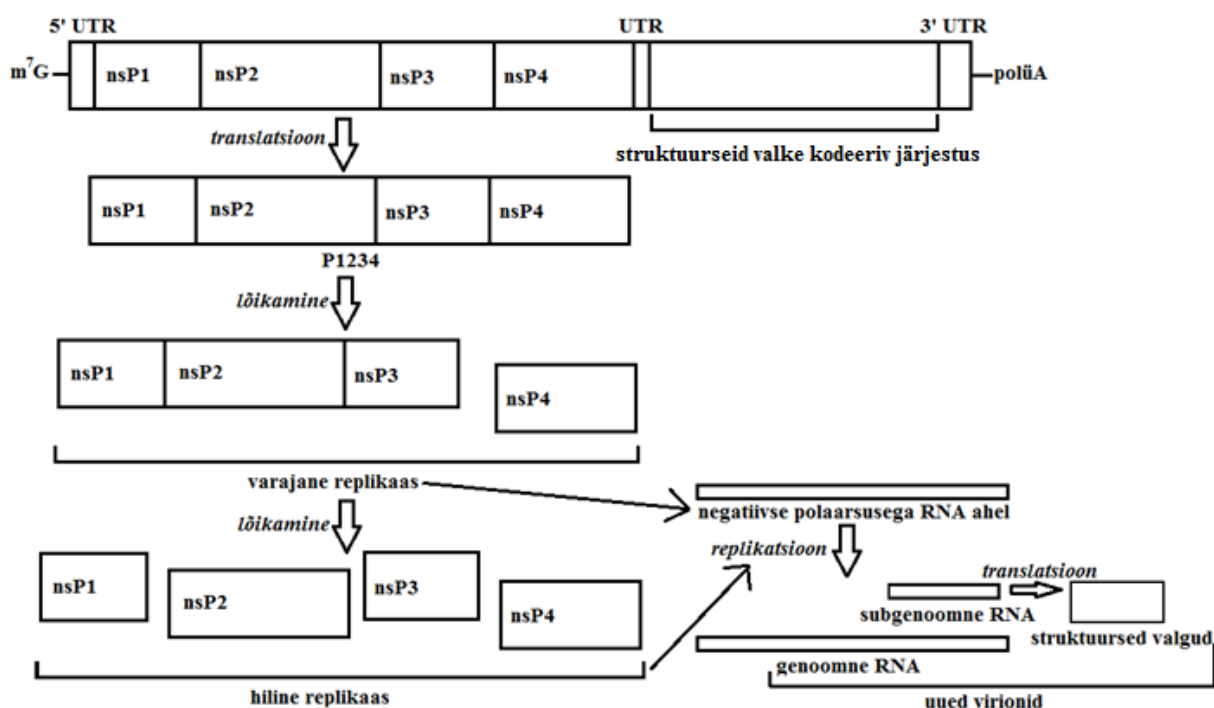 5' UTR UTR 3' UTR
m⁷G nsP1 nsP2 nsP3 nsP4 polüA
translatsioon
struktuurseid valke kodeeriv järjestus
nsP1 nsP2 nsP3 nsP4
P1234
lõikamine
nsP1 nsP2 nsP3
nsP4
varajane replikaas
negatiivse polaarsusega RNA ahel
lõikamine
replikatsioon
nsP1 nsP2 nsP3 nsP4
translatsioon
subgenoomne RNA
struktuursed valgud
genoomne RNA
hiline replikaas
uued virionid